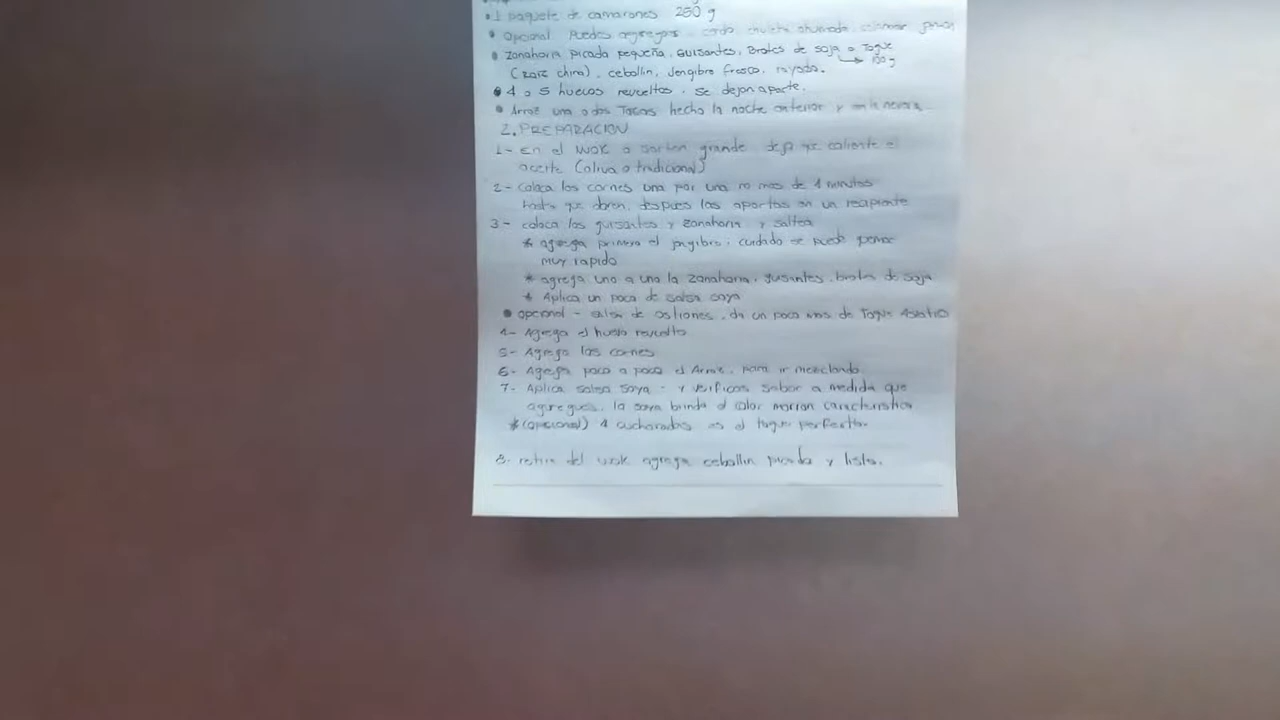 • 1 paquete de camarones 250 g
• Opcional Puedes agregar cerdo, chuleta ahumada,
• Zanahoria picada pequeña, Guisantes, Brotes de soja o Toque
(Raiz china), cebollin, Jengibre fresco, rayado. → 150 g
• 4 o 5 huevos revueltos. se dejan aparte.
• Arroz una o dos Tazas hecho la noche anterior y en la nevera
2. PREPARACION
1- En el WOK o sarten grande deja que caliente el
aceite (oliva o tradicional)
2- coloca las carnes una por una no mas de 4 minutos
hasta que doren, despues las apartas en un recipiente
3- coloca los guisantes y zanahoria y saltea
* agrega primero el jengibre; cuidado se puede quemar
muy rapido
* agrega uno a uno la zanahoria, guisantes, brotes de soja
* Aplica un poco de salsa soya
• opcional - salsa de ostiones, da un poco mas de Toque Asiatico
4- Agrega el huevo revuelto
5- Agrega las carnes
6- Agrega poco a poco el Arroz, para ir mezclando
7- Aplica salsa soya - y verificas sabor a medida que
agregues, la soya brinda el color marron caracteristico
*(opcional) 4 cucharadas es el toque perfecto
8. retira del wok agrega cebollin picado y listo.